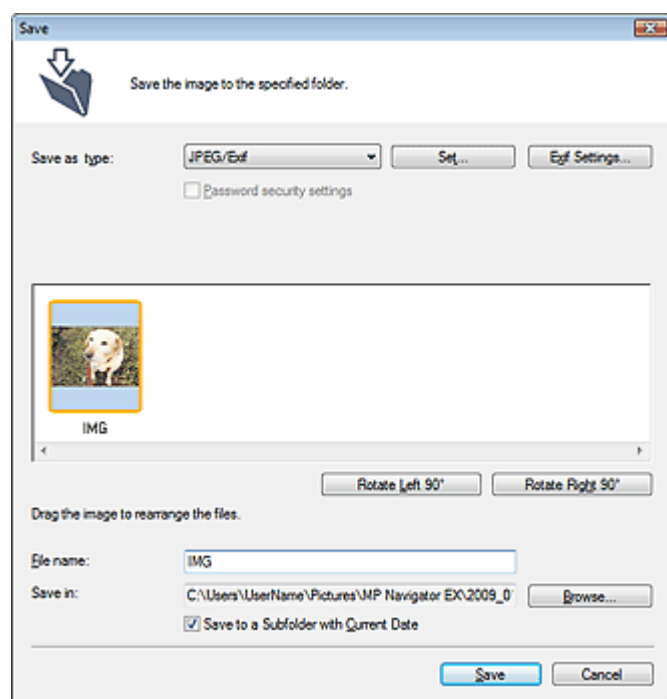 Save
Save the image to the specified folder.
Save as type: JPEG/Exif Set... Exif Settings...
Password security settings
IMG
Rotate Left 90° Rotate Right 90°
Drag the image to rearrange the files.
File name: IMG
Save in: C:\Users\UserName\Pictures\MP Navigator EX\2009_0 Browse...
Save to a Subfolder with Current Date
Save Cancel